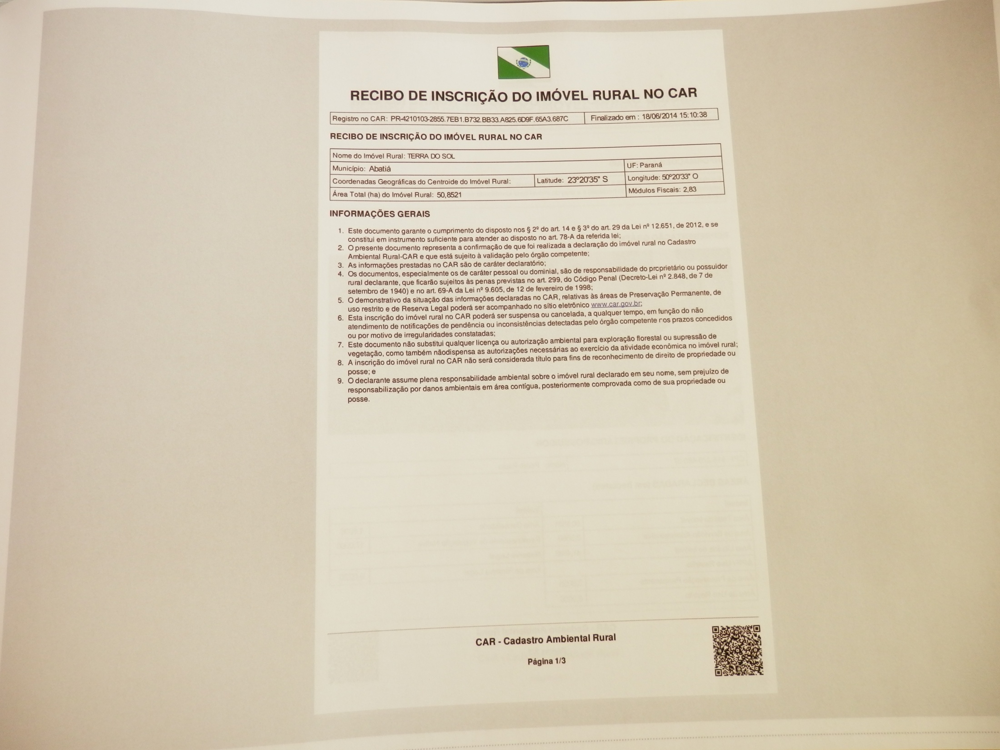 RECIBO DE INSCRIÇÃO DO IMÓVEL RURAL NO CAR
Registro no CAR: PR-4210103-2855.7EB1.B732.BB33.A825.6D9F.65A3.687C Finalizado em : 18/06/2014 15:10:38
RECIBO DE INSCRIÇÃO DO IMÓVEL RURAL NO CAR
Nome do Imóvel Rural: TERRA DO SOL
Município: Abatiá UF: Paraná
Coordenadas Geográficas do Centroide do Imóvel Rural: Latitude: 23º20'35" S Longitude: 50º20'33" O
Área Total (ha) do Imóvel Rural: 50,8521 Módulos Fiscais: 2,83
INFORMAÇÕES GERAIS
1. Este documento garante o cumprimento do disposto nos § 2º do art. 14 e § 3º do art. 29 da Lei nº 12.651, de 2012, e se
constitui em instrumento suficiente para atender ao disposto no art. 78-A da referida lei;
2. O presente documento representa a confirmação de que foi realizada a declaração do imóvel rural no Cadastro
Ambiental Rural-CAR e que está sujeito à validação pelo órgão competente;
3. As informações prestadas no CAR são de caráter declaratório;
4. Os documentos, especialmente os de caráter pessoal ou dominial, são de responsabilidade do proprietário ou possuidor
rural declarante, que ficarão sujeitos às penas previstas no art. 299, do Código Penal (Decreto-Lei nº 2.848, de 7 de
setembro de 1940) e no art. 69-A da Lei nº 9.605, de 12 de fevereiro de 1998;
5. O demonstrativo da situação das informações declaradas no CAR, relativas às áreas de Preservação Permanente, de
uso restrito e de Reserva Legal poderá ser acompanhado no sítio eletrônico www.car.gov.br;
6. Esta inscrição do imóvel rural no CAR poderá ser suspensa ou cancelada, a qualquer tempo, em função do não
atendimento de notificações de pendência ou inconsistências detectadas pelo órgão competente nos prazos concedidos
ou por motivo de irregularidades constatadas;
7. Este documento não substitui qualquer licença ou autorização ambiental para exploração florestal ou supressão de
vegetação, como também nãodispensa as autorizações necessárias ao exercício da atividade econômica no imóvel rural;
8. A inscrição do imóvel rural no CAR não será considerada título para fins de reconhecimento de direito de propriedade ou
posse; e
9. O declarante assume plena responsabilidade ambiental sobre o imóvel rural declarado em seu nome, sem prejuízo de
responsabilização por danos ambientais em área contígua, posteriormente comprovada como de sua propriedade ou
posse.
CAR - Cadastro Ambiental Rural
Página 1/3